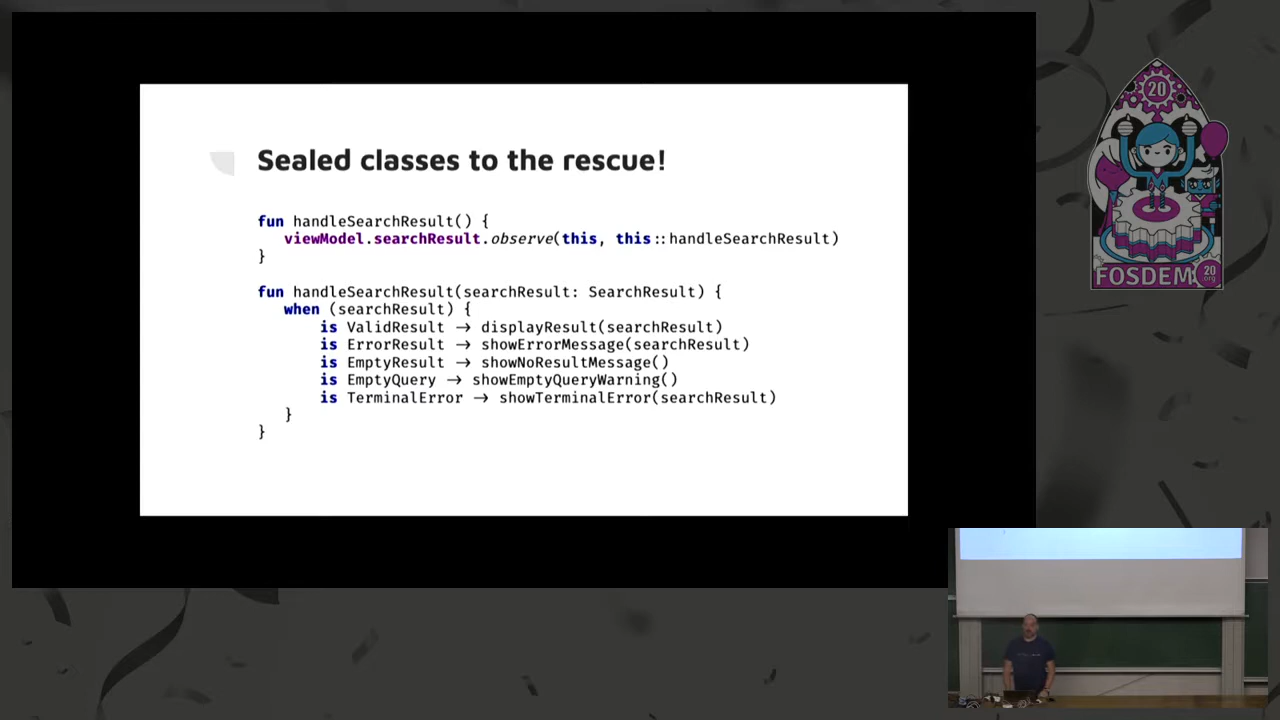 Sealed classes to the rescue!
fun handleSearchResult() {
viewModel.searchResult.observe(this, this::handleSearchResult)
}
fun handleSearchResult(searchResult: SearchResult) {
when (searchResult) {
is ValidResult → displayResult(searchResult)
is ErrorResult → showErrorMessage(searchResult)
is EmptyResult → showNoResultMessage()
is EmptyQuery → showEmptyQueryWarning()
is TerminalError → showTerminalError(searchResult)
}
}
20
FOSDEM
20
.org